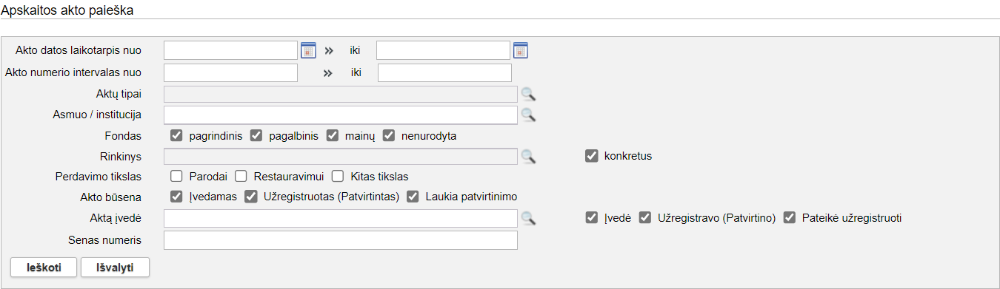 Apskaitos akto paieška
Akto datos laikotarpis nuo » iki
Akto numerio intervalas nuo » iki
Aktų tipai
Asmuo / institucija
Fondas pagrindinis pagalbinis mainų nenurodyta
Rinkinys konkretus
Perdavimo tikslas Parodai Restauravimui Kitas tikslas
Akto būsena Įvedamas Užregistruotas (Patvirtintas) Laukia patvirtinimo
Aktą įvedė Įvedė Užregistravo (Patvirtino) Pateikė užregistruoti
Senas numeris
Ieškoti Išvalyti